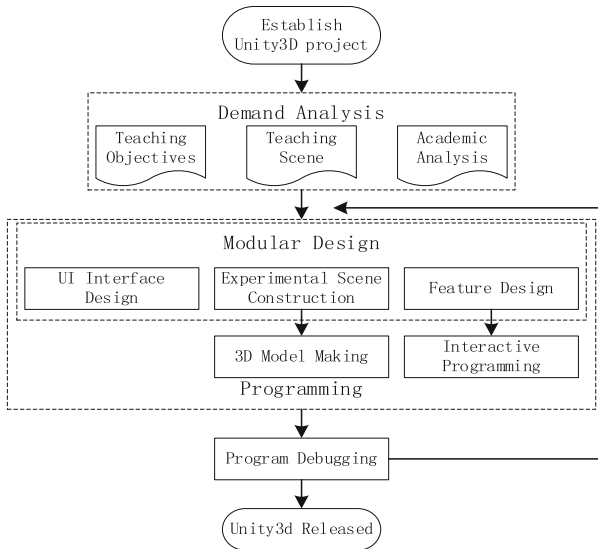 Establish
Unity3D project
Demand Analysis
Teaching
Objectives
Teaching
Scene
Academic
Analysis
Modular Design
UI Interface
Design
Experimental Scene
Construction
Feature Design
3D Model Making
Interactive
Programming
Programming
Program Debugging
Unity3d Released